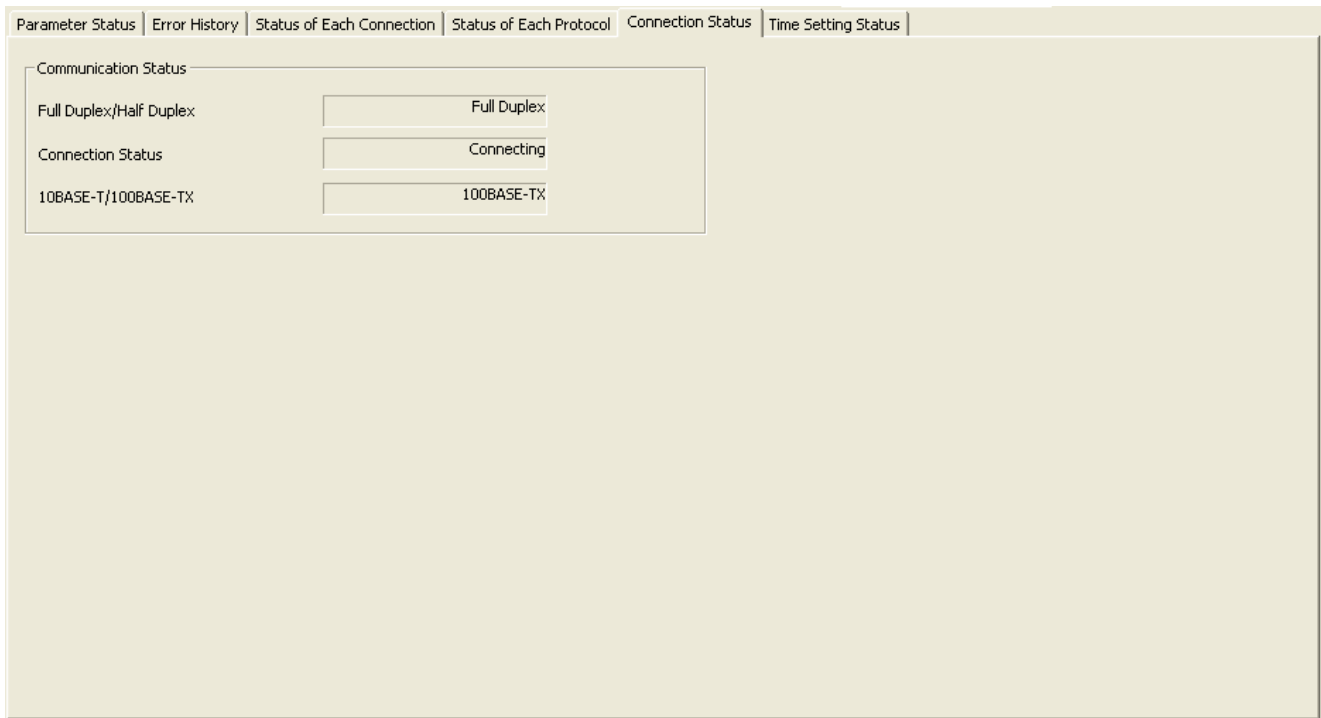 Parameter Status Error History Status of Each Connection Status of Each Protocol Connection Status Time Setting Status
Communication Status
Full Duplex/Half Duplex Full Duplex
Connection Status Connecting
10BASE-T/100BASE-TX 100BASE-TX